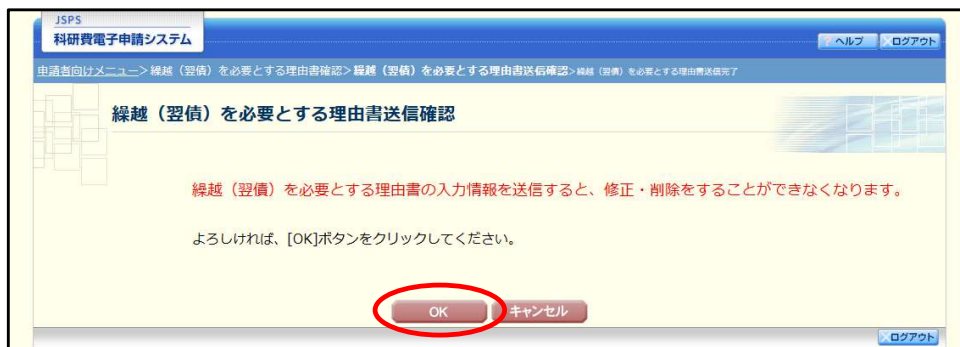 JSPS
科研費電子申請システム
ヘルプ ログアウト
申請者向けメニュー>繰越（翌債）を必要とする理由書確認>繰越（翌債）を必要とする理由書送信確認>繰越（翌債）を必要とする理由書送信完了
繰越（翌債）を必要とする理由書送信確認
繰越（翌債）を必要とする理由書の入力情報を送信すると、修正・削除をすることができなくなります。
よろしければ、[OK]ボタンをクリックしてください。
OK キャンセル
ログアウト